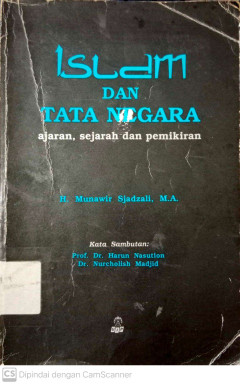 Islam
DAN
TATA NEGARA
ajaran, sejarah dan pemikiran
H. Munawir Sjadzali, M.A.
Kata Sambutan:
Prof. Dr. Harun Nasution
Dr. Nurcholish Madjid
CS Dipindai dengan CamScanner